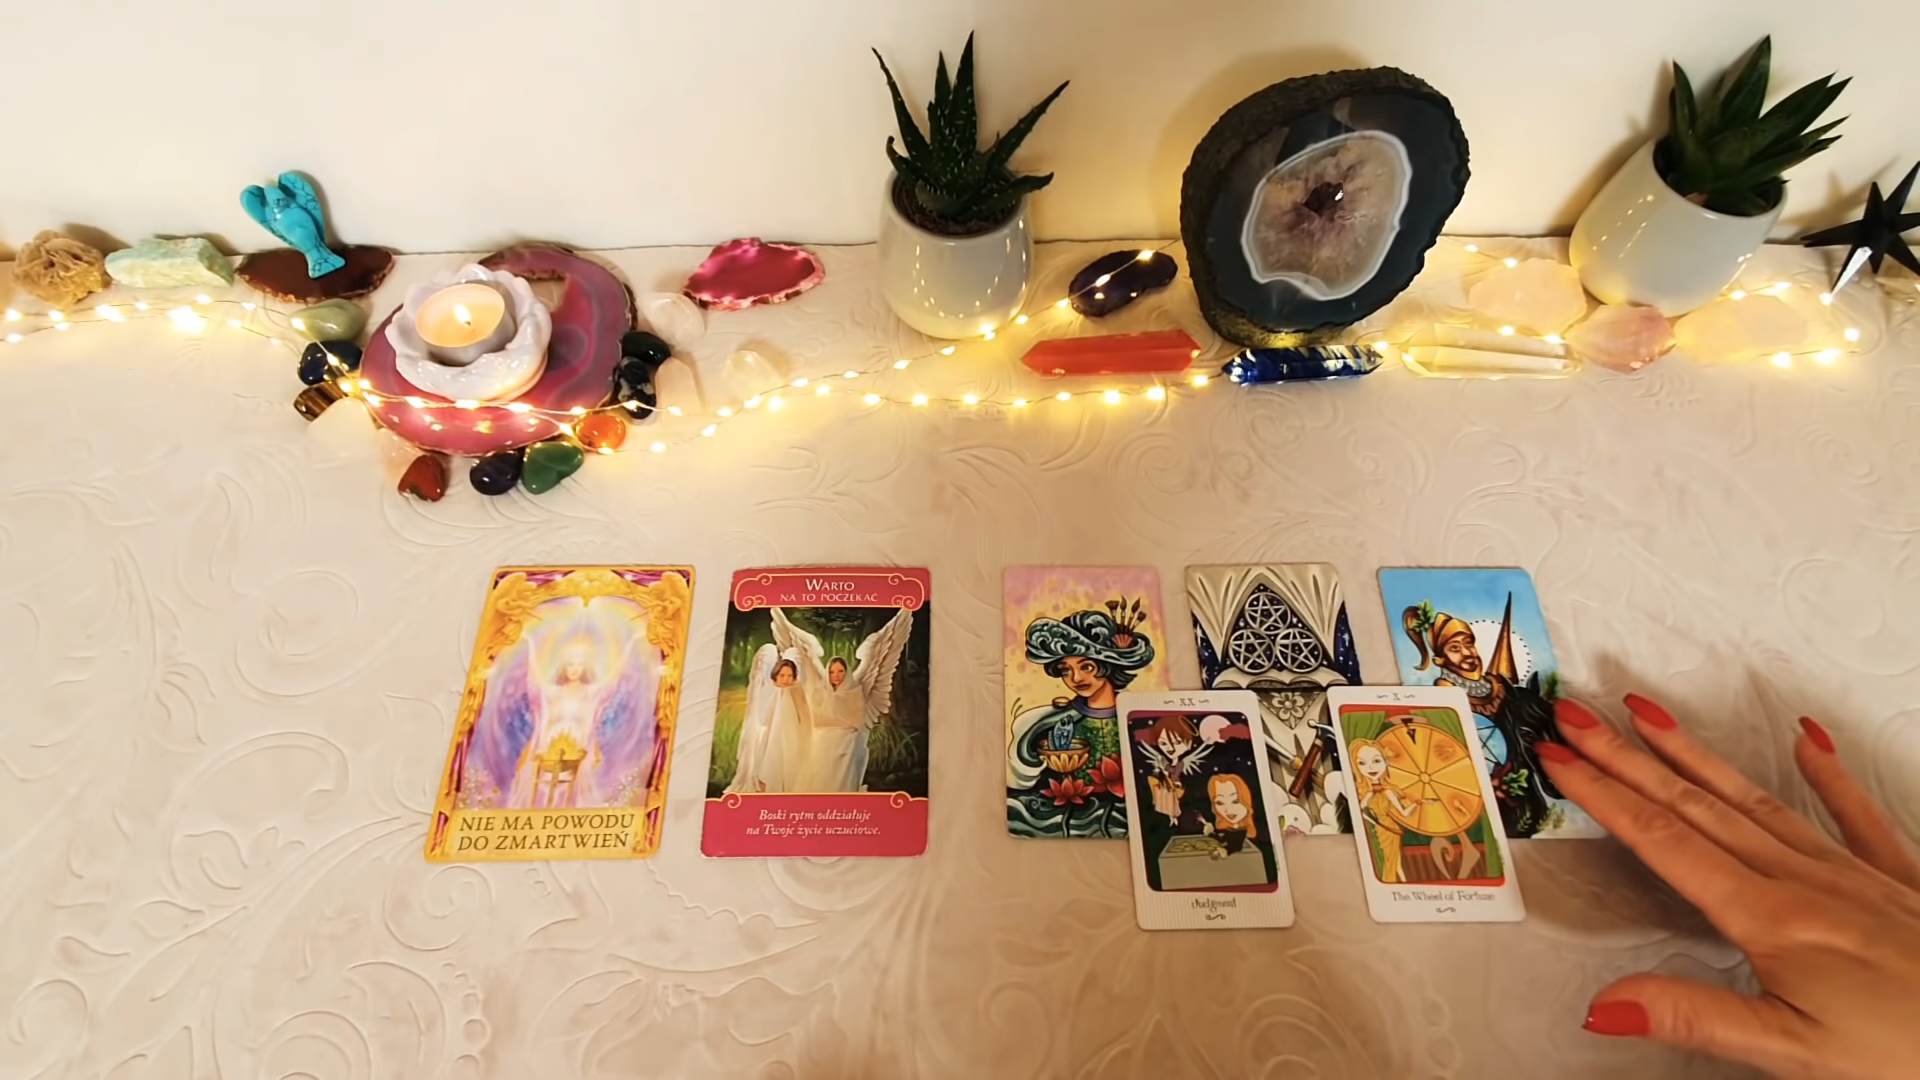 NIE MA POWODU
DO ZMARTWIEŃ
WARTO
NA TO POCZEKAĆ
Boski rytm oddziałuje
na Twoje życie uczuciowe.
XX
Judgment
X
The Wheel of Fortune